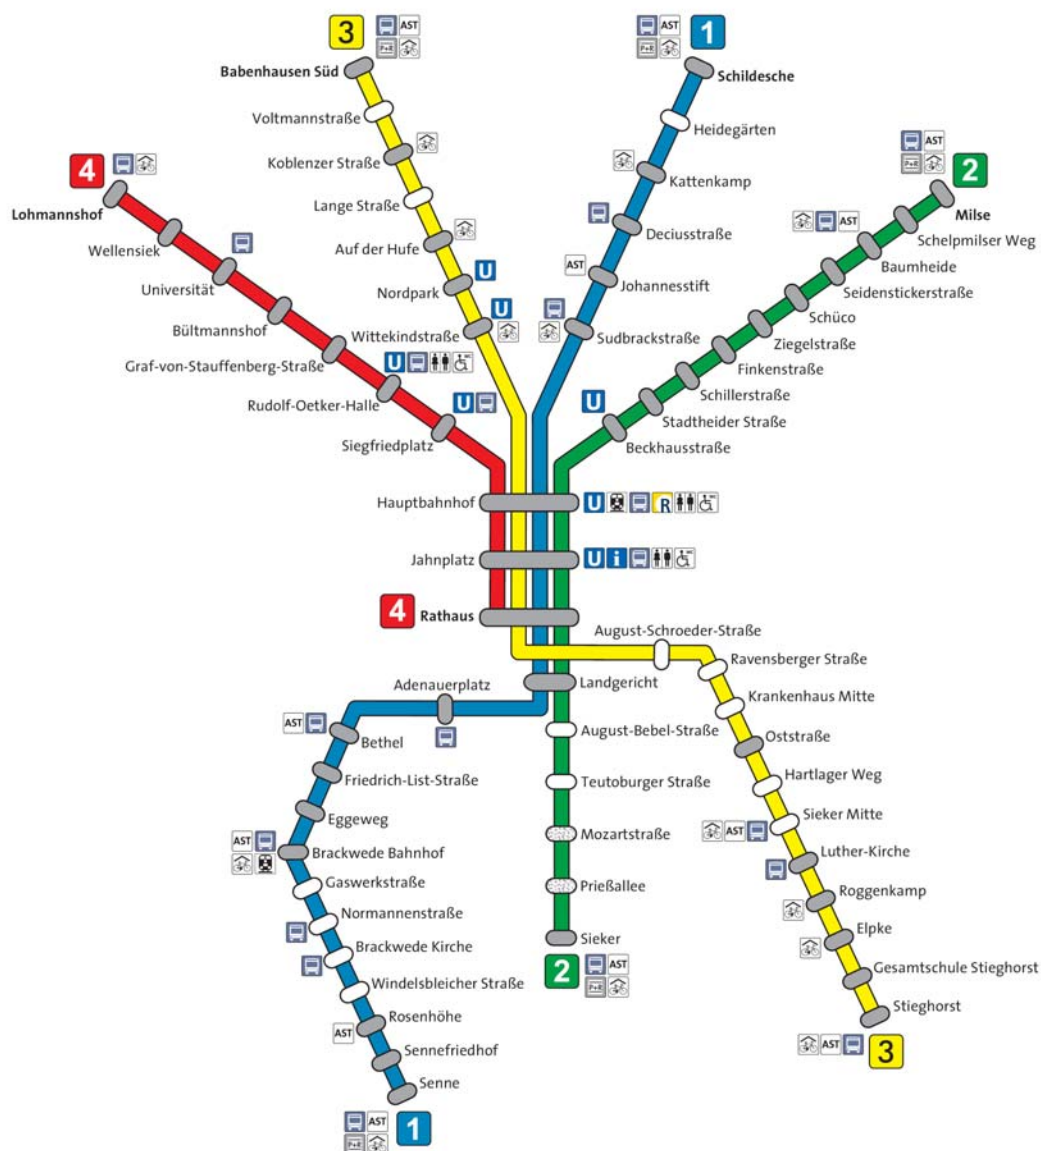 3
AST
P+R
Babenhausen Süd
Voltmannstraße
Koblenzer Straße
Lange Straße
Auf der Hufe
Nordpark
U
Wittekindstraße
U
AST
P+R
1
Schildesche
Heidegärten
Kattenkamp
Deciusstraße
AST
Johannesstift
Sudbrackstraße
4
Lohmannshof
Wellensiek
Universität
Bültmannshof
Graf-von-Stauffenberg-Straße
U
Rudolf-Oetker-Halle
U
Siegfriedplatz
AST
P+R
2
Milse
Schelpmilser Weg
AST
Baumheide
Seidenstickerstraße
Schüco
Ziegelstraße
Finkenstraße
Schillerstraße
Stadtheider Straße
U
Beckhausstraße
Hauptbahnhof
U
R
WC
Jahnplatz
U
i
WC
4
Rathaus
August-Schroeder-Straße
Ravensberger Straße
Krankenhaus Mitte
Oststraße
Hartlager Weg
Sieker Mitte
AST
Luther-Kirche
Roggenkamp
Elpke
Gesamtschule Stieghorst
Stieghorst
AST
3
Landgericht
August-Bebel-Straße
Teutoburger Straße
Mozartstraße
Prießallee
Sieker
2
AST
P+R
Adenauerplatz
AST
Bethel
Friedrich-List-Straße
Eggeweg
AST
Brackwede Bahnhof
Gaswerkstraße
Normannenstraße
Brackwede Kirche
Windelsbleicher Straße
AST
Rosenhöhe
Sennefriedhof
Senne
AST
P+R
1